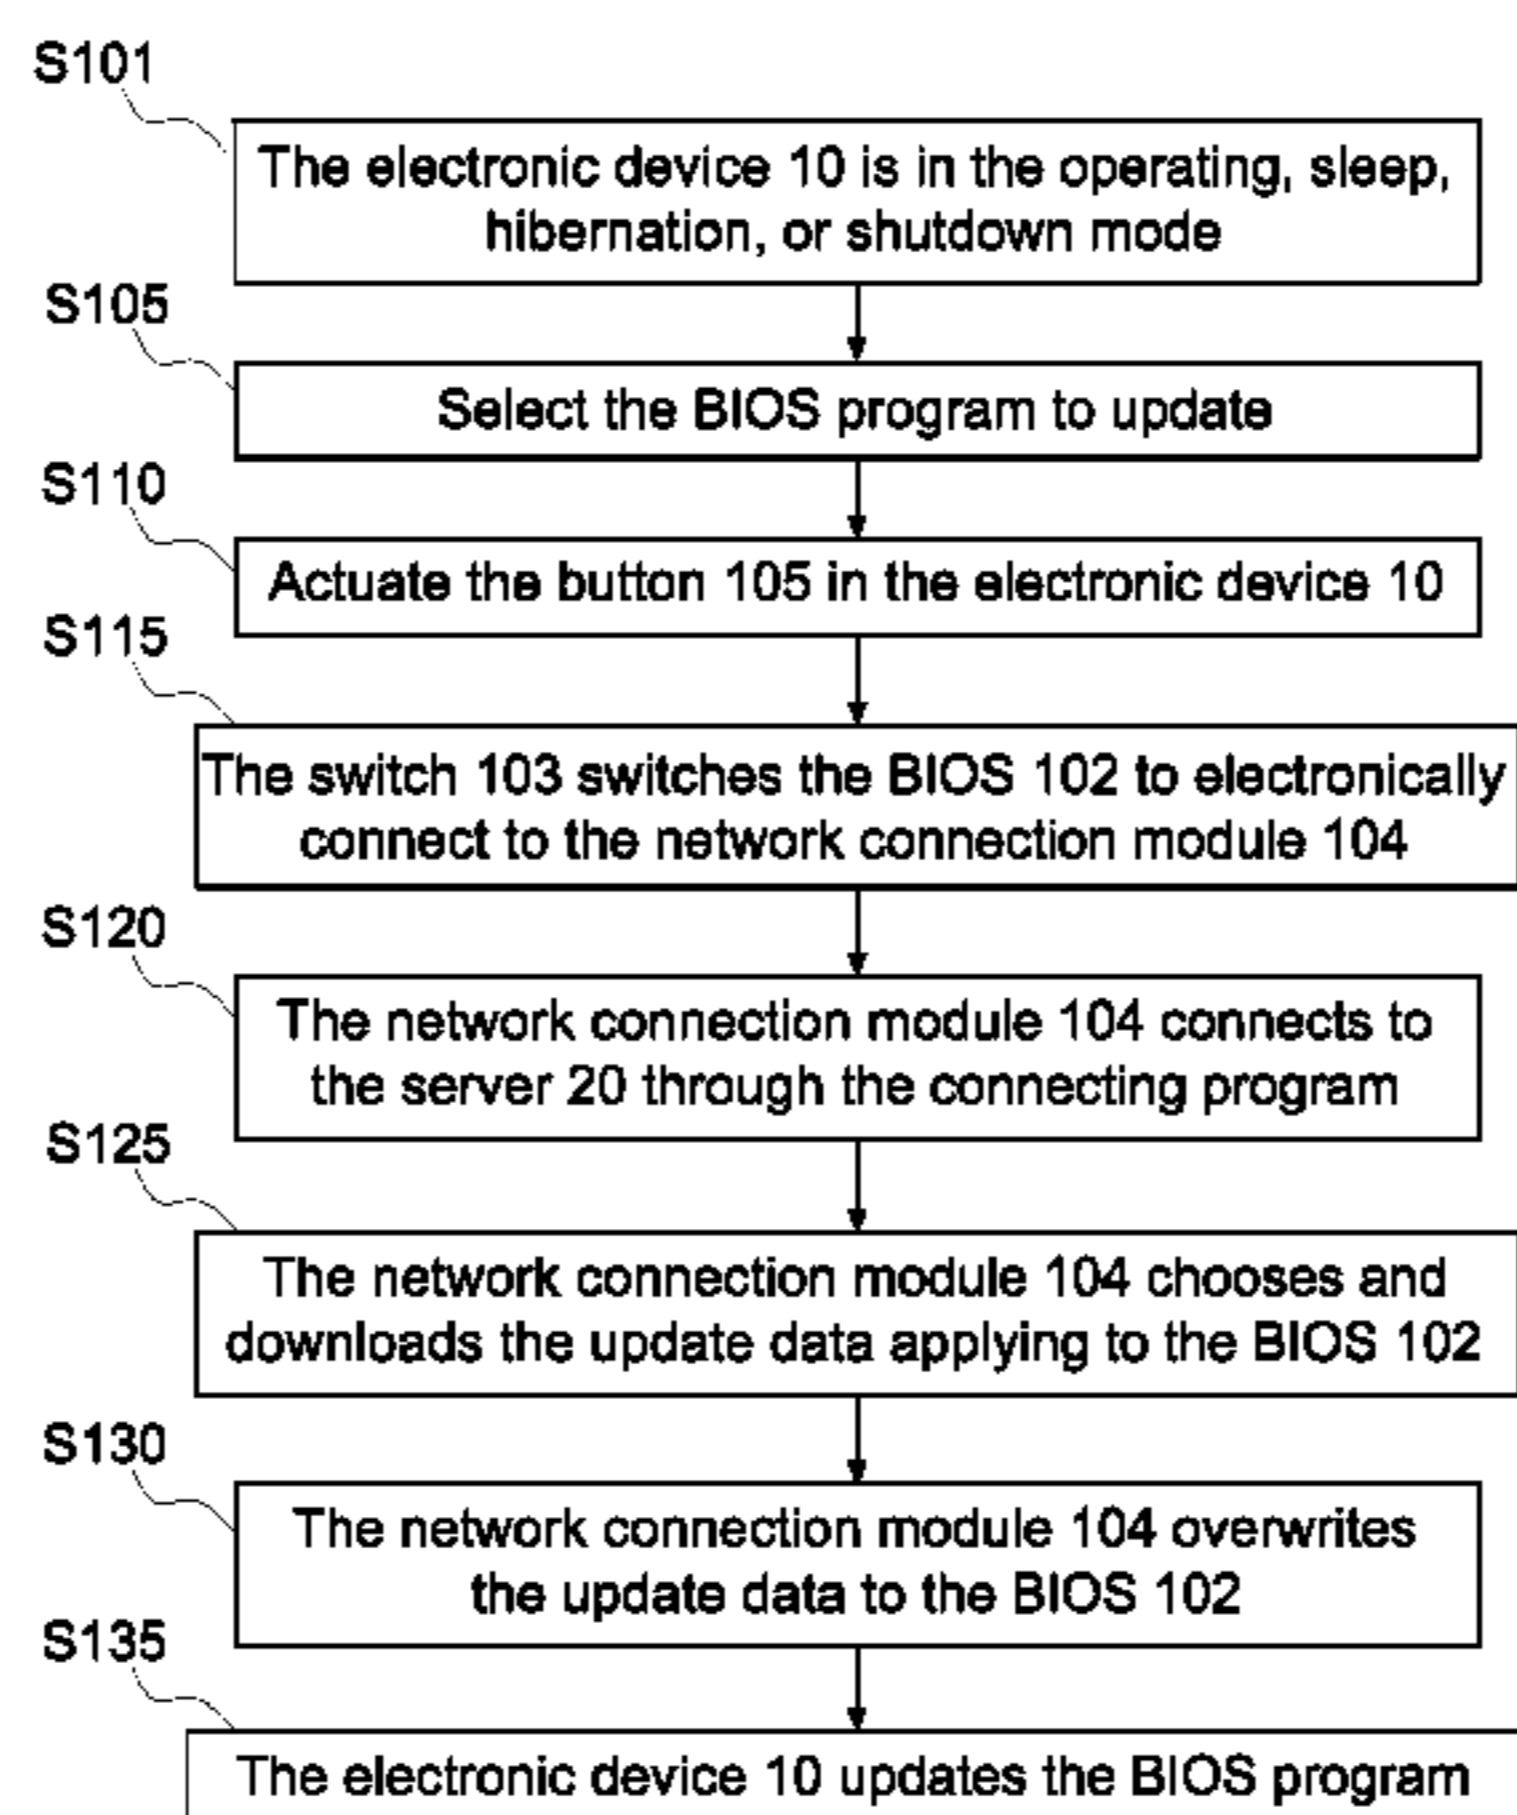 S101
The electronic device 10 is in the operating, sleep,
hibernation, or shutdown mode
S105
Select the BIOS program to update
S110
Actuate the button 105 in the electronic device 10
S115
The switch 103 switches the BIOS 102 to electronically
connect to the network connection module 104
S120
The network connection module 104 connects to
the server 20 through the connecting program
S125
The network connection module 104 chooses and
downloads the update data applying to the BIOS 102
S130
The network connection module 104 overwrites
the update data to the BIOS 102
S135
The electronic device 10 updates the BIOS program